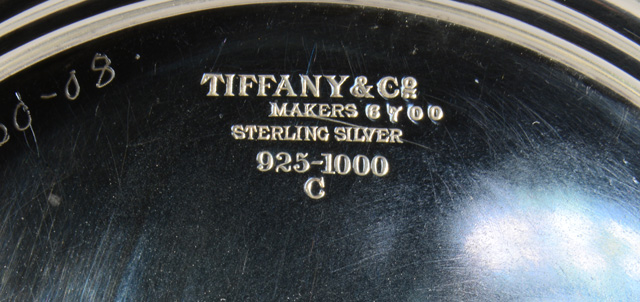 TIFFANY & Co
MAKERS 6700
STERLING SILVER
925-1000
C